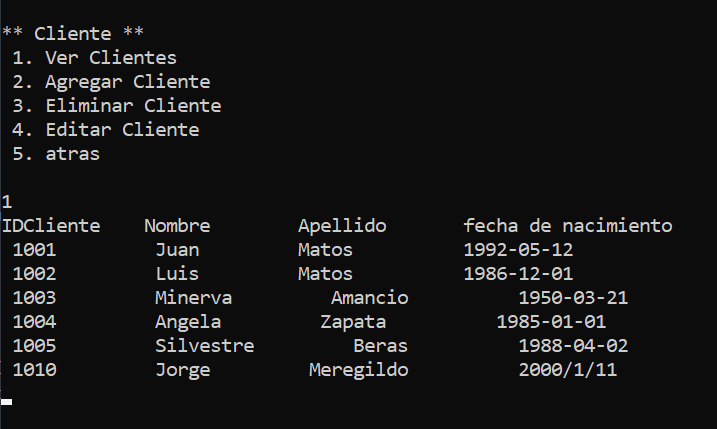 ** Cliente **
1. Ver Clientes
2. Agregar Cliente
3. Eliminar Cliente
4. Editar Cliente
5. atras
1
IDCliente Nombre Apellido fecha de nacimiento
1001 Juan Matos 1992-05-12
1002 Luis Matos 1986-12-01
1003 Minerva Amancio 1950-03-21
1004 Angela Zapata 1985-01-01
1005 Silvestre Beras 1988-04-02
1010 Jorge Meregildo 2000/1/11